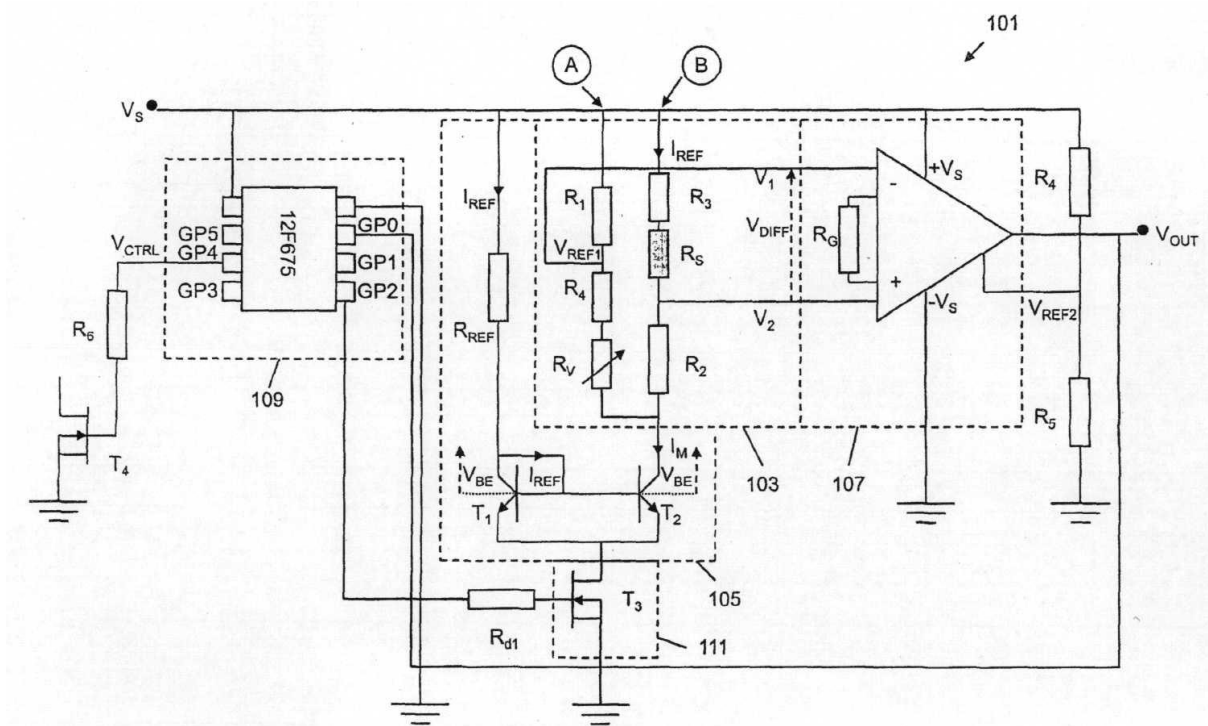 101
A
B
V_S
I_REF
+V_S
R_4
GP5
12F675
GP0
I_REF
R_1
V_1
R_3
-
V_CTRL
GP4
GP1
V_DIFF
R_G
V_OUT
V_REF1
R_S
GP3
GP2
R_4
V_2
+
-V_S
V_REF2
R_6
R_REF
R_V
R_2
109
R_5
T_4
V_BE
I_REF
I_M
V_BE
103
107
T_1
T_2
T_3
105
R_d1
111